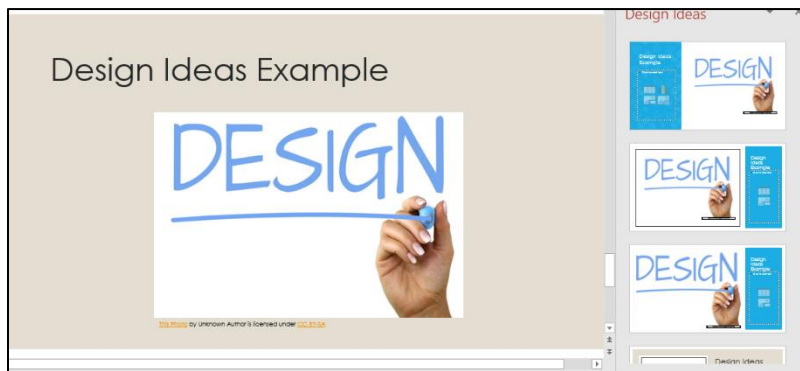 Design Ideas Example
DESIGN
This Photo by Unknown Author is licensed under CC BY-SA
Design Ideas
Design Ideas
Example
DESIGN
DESIGN
Design
Ideas
Example
DESIGN
Design
Ideas
Example
Design Ideas